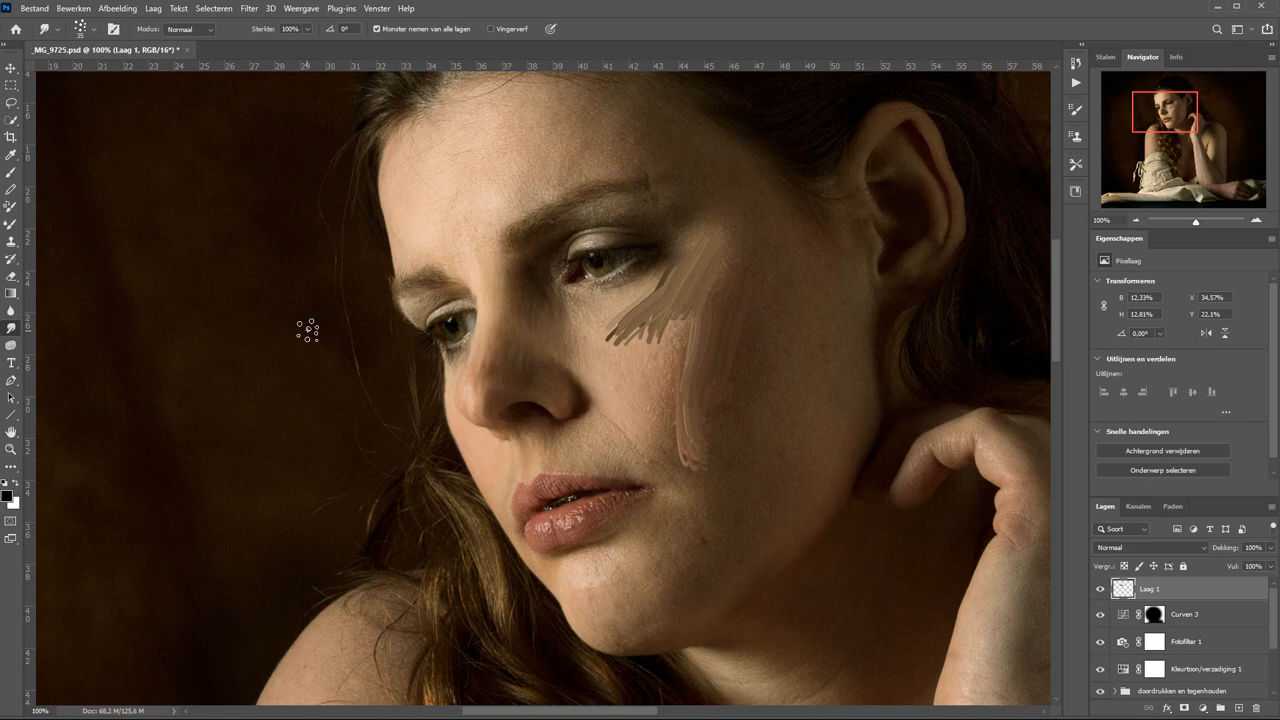 Ps Bestand Bewerken Afbeelding Laag Tekst Selecteren Filter 3D Weergave Plug-ins Venster Help
35 Modus: Normaal Sterkte: 100% 0° Monster nemen van alle lagen Vingerverf
_MG_9725.psd @ 100% (Laag 1, RGB/16*) * ×
19 20 21 22 23 24 25 26 27 28 29 30 31 32 33 34 35 36 37 38 39 40 41 42 43 44 45 46 47 48 49 50 51 52 53 54 55 56 57 58
Stalen Navigator Info
100%
Eigenschappen
Pixellaag
Transformeren
B 12,33% X 34,57%
H 12,81% Y 22,1%
0,00°
Uitlijnen en verdelen
Uitlijnen:
Snelle handelingen
Achtergrond verwijderen
Onderwerp selecteren
Lagen Kanalen Paden
Soort
Normaal Dekking: 100%
Vergr.: Vul: 100%
Laag 1
Curven 3
Fotofilter 1
Kleurtoon/verzadiging 1
doordrukken en tegenhouden
100% Doc: 68,2 M/125,6 M